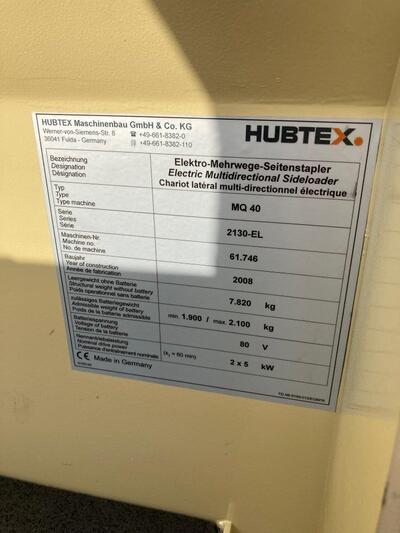 HUBTEX Maschinenbau GmbH & Co. KG
Werner-von-Siemens-Str. 8 ☎ +49-661-8382-0
36041 Fulda - Germany +49-661-8382-110
HUBTEX.
Bezeichnung
Designation
Désignation
Elektro-Mehrwege-Seitenstapler
Electric Multidirectional Sideloader
Chariot latéral multi-directionnel électrique
Typ
Type
Type machine
MQ 40
Serie
Series
Série
2130-EL
Maschinen-Nr.
Machine no.
No. de machine
61.746
Baujahr
Year of construction
Année de fabrication
2008
Leergewicht ohne Batterie
Structural weight without battery
Poids operationnel sans batterie
7.820 kg
zulässiges Batteriegewicht
Admissible weight of battery
Poids de la batterie admissible
min. 1.900 / max. 2.100 kg
Batteriespannung
Voltage of battery
Tension de la batterie
80 V
Nennantriebsleistung
Nominal drive power
Puissance d'entraînement nominale
(x, = 60 min) 2 x 5 kW
CE Made in Germany